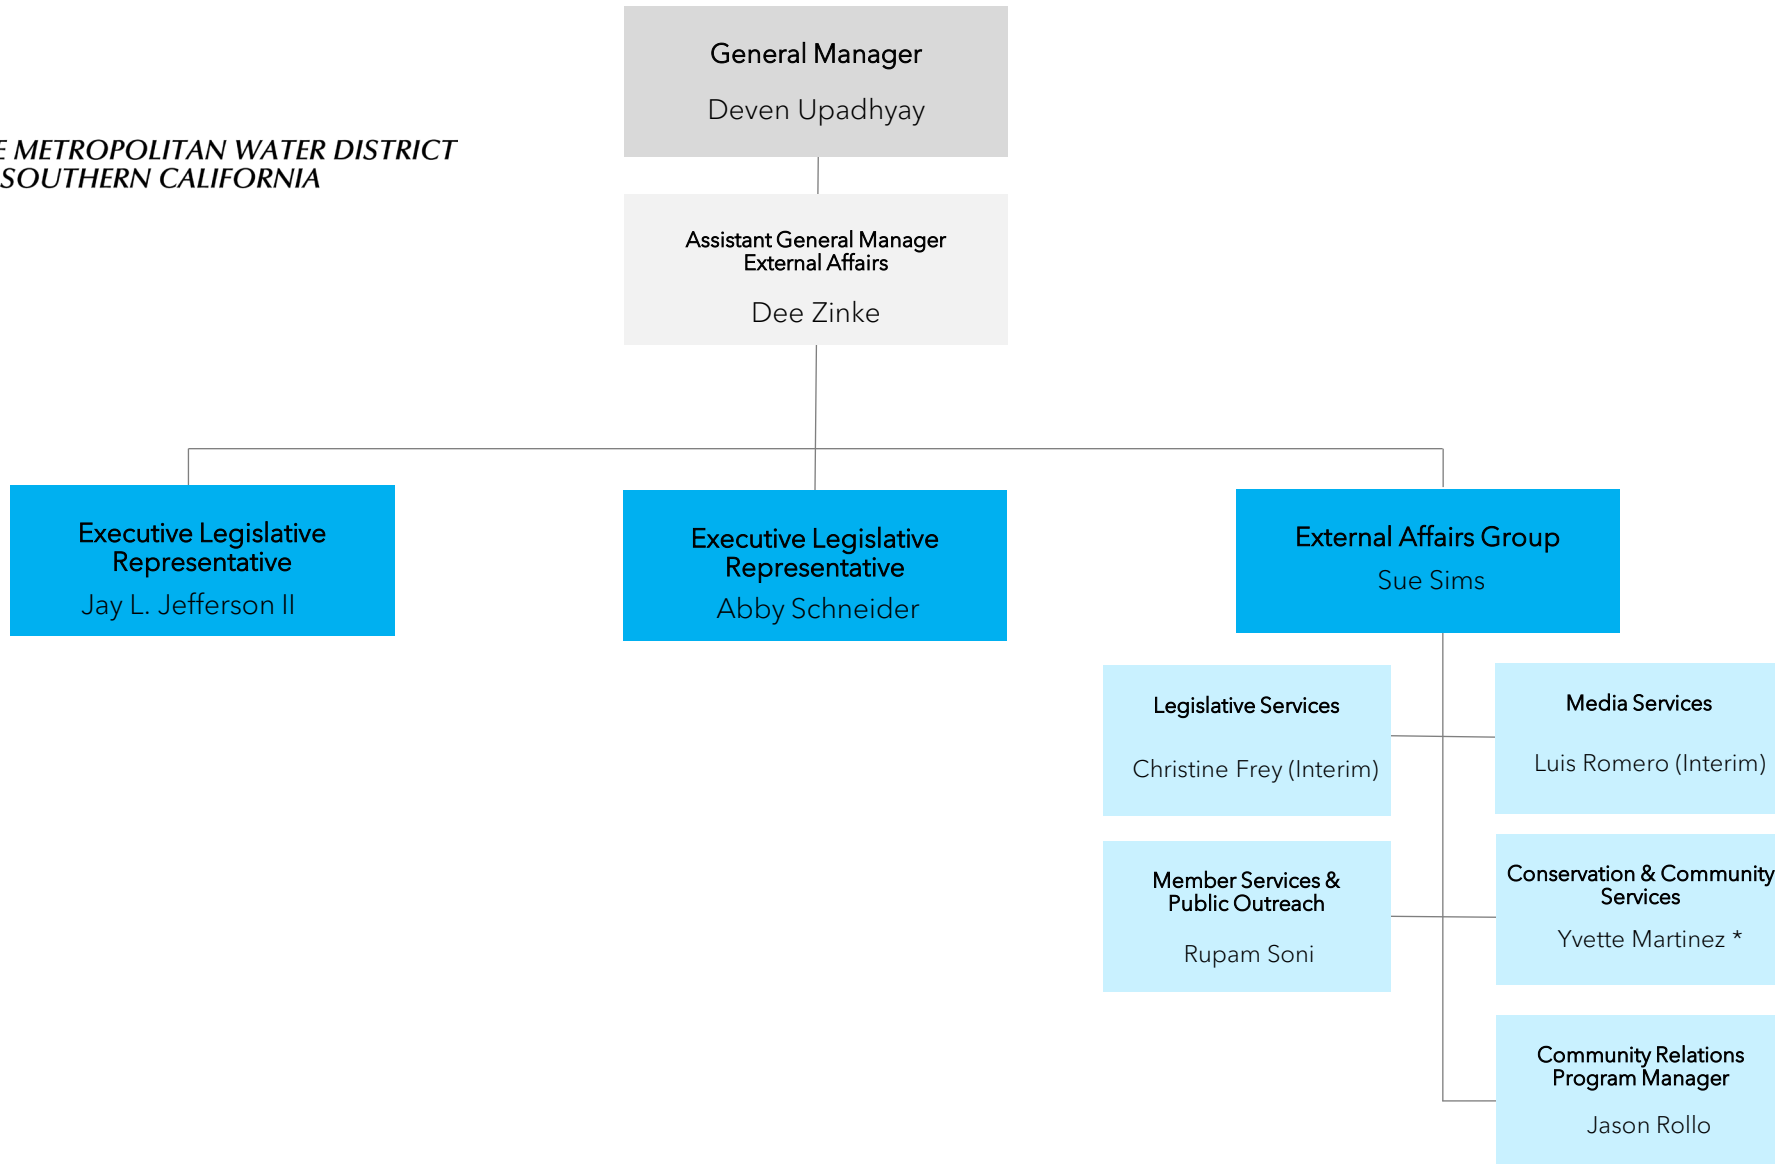 General Manager
Deven Upadhyay
E METROPOLITAN WATER DISTRICT
SOUTHERN CALIFORNIA
Assistant General Manager
External Affairs
Dee Zinke
Executive Legislative
Representative
Jay L. Jefferson II
Executive Legislative
Representative
Abby Schneider
External Affairs Group
Sue Sims
Legislative Services
Christine Frey (Interim)
Media Services
Luis Romero (Interim)
Member Services &
Public Outreach
Rupam Soni
Conservation & Community
Services
Yvette Martinez *
Community Relations
Program Manager
Jason Rollo